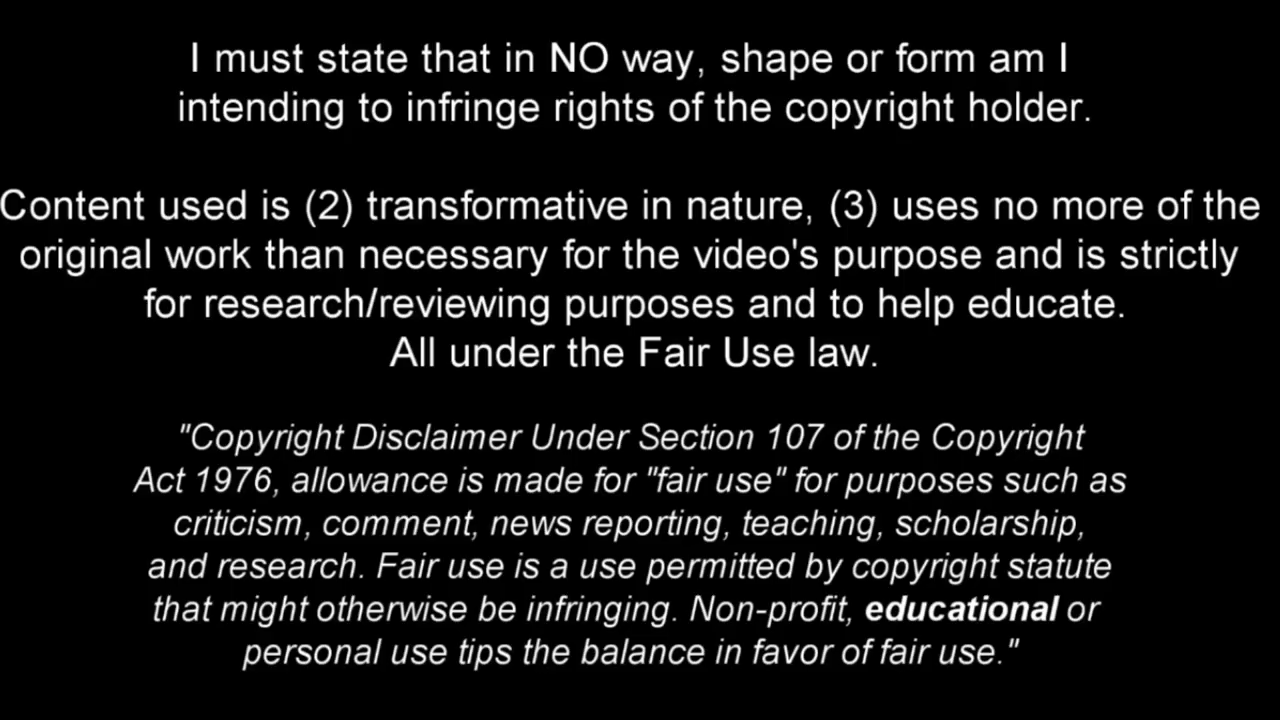 I must state that in NO way, shape or form am I
intending to infringe rights of the copyright holder.
Content used is (2) transformative in nature, (3) uses no more of the
original work than necessary for the video's purpose and is strictly
for research/reviewing purposes and to help educate.
All under the Fair Use law.
"Copyright Disclaimer Under Section 107 of the Copyright
Act 1976, allowance is made for "fair use" for purposes such as
criticism, comment, news reporting, teaching, scholarship,
and research. Fair use is a use permitted by copyright statute
that might otherwise be infringing. Non-profit, educational or
personal use tips the balance in favor of fair use."